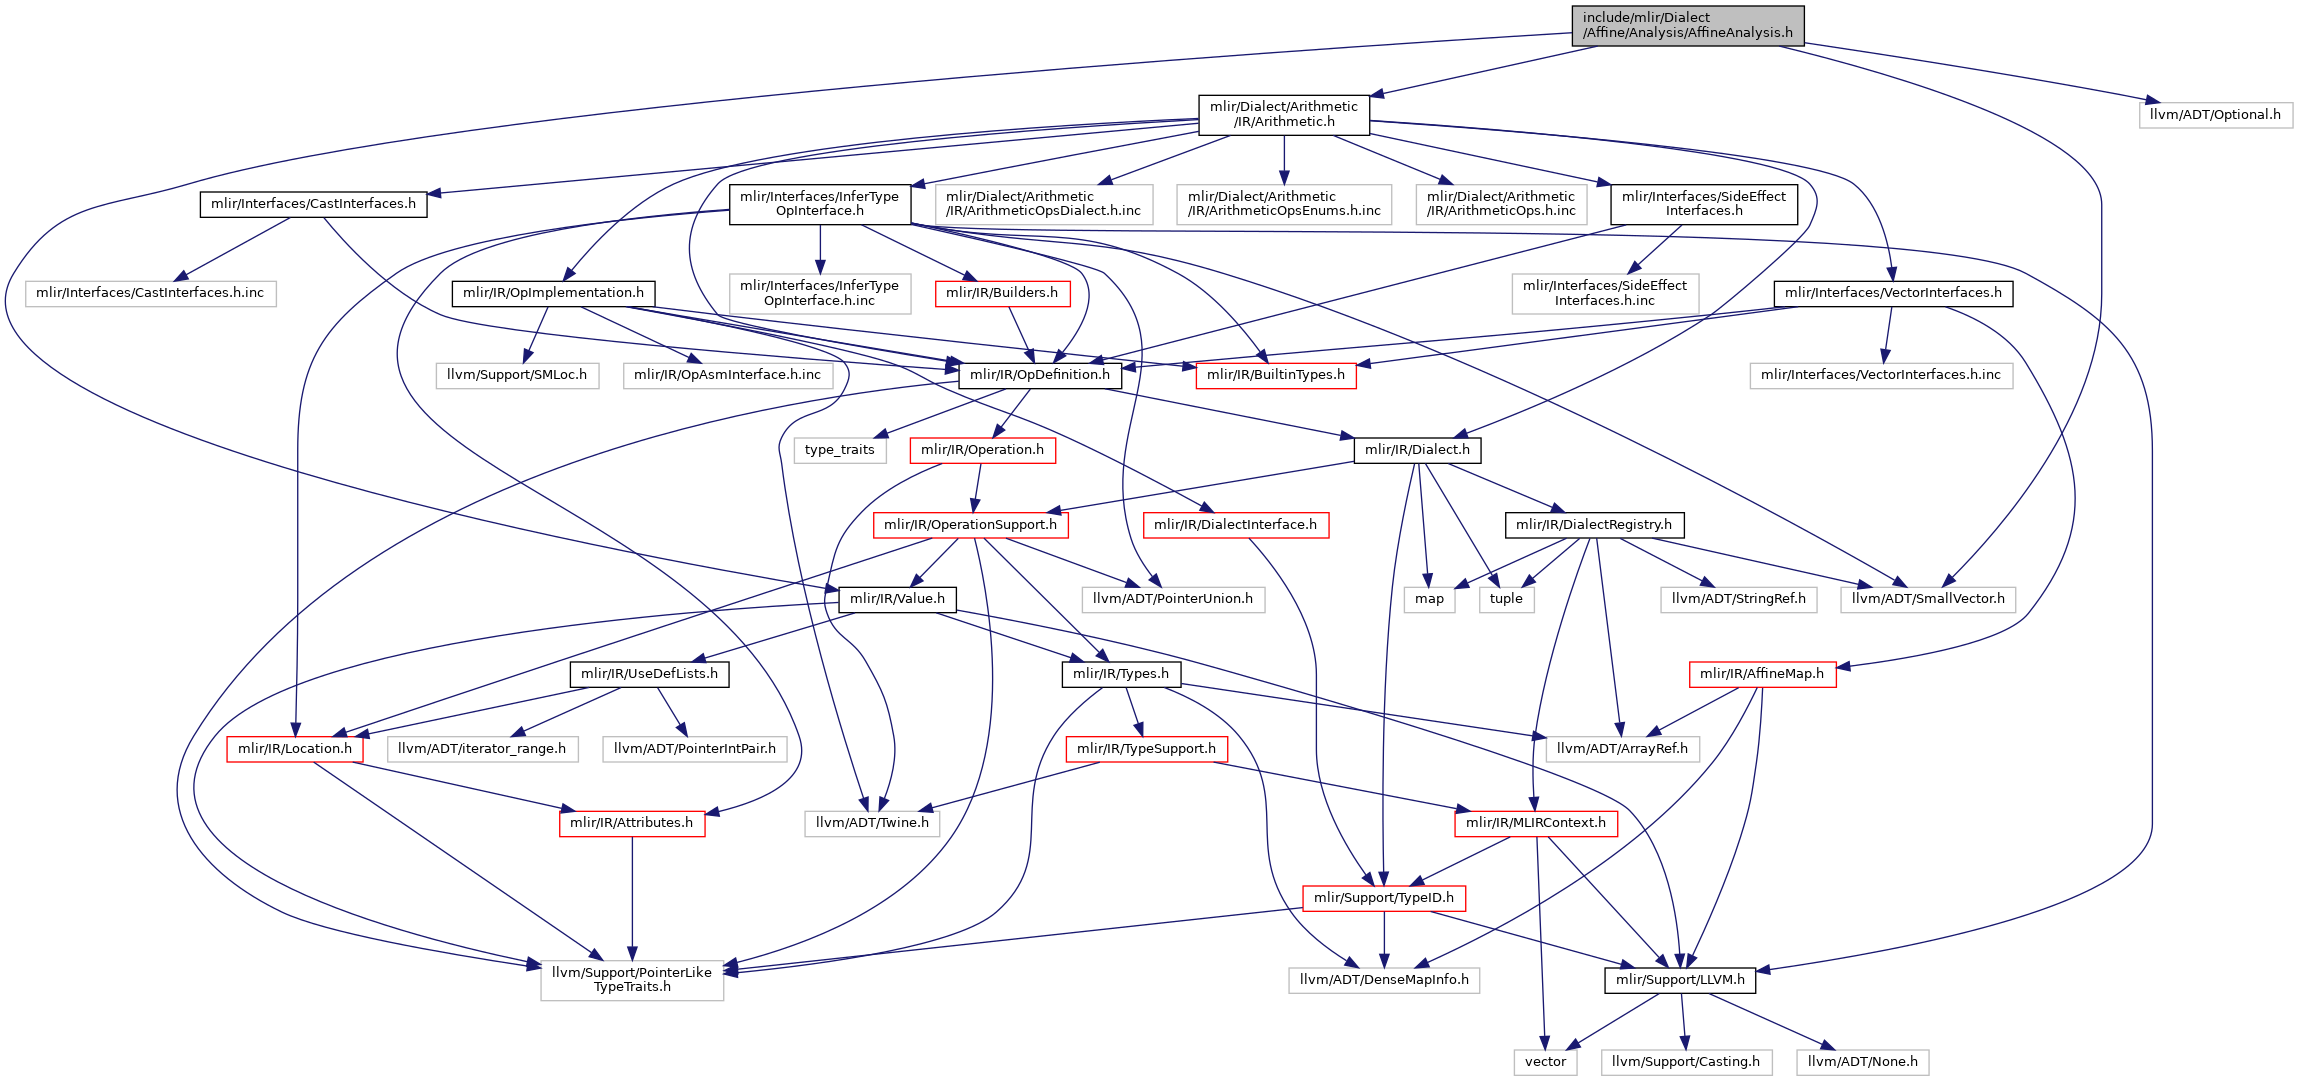 include/mlir/Dialect
/Affine/Analysis/AffineAnalysis.h
mlir/Dialect/Arithmetic
/IR/Arithmetic.h
llvm/ADT/Optional.h
mlir/Interfaces/CastInterfaces.h
mlir/Interfaces/InferType
OpInterface.h
mlir/Dialect/Arithmetic
/IR/ArithmeticOpsDialect.h.inc
mlir/Dialect/Arithmetic
/IR/ArithmeticOpsEnums.h.inc
mlir/Dialect/Arithmetic
/IR/ArithmeticOps.h.inc
mlir/Interfaces/SideEffect
Interfaces.h
mlir/Interfaces/CastInterfaces.h.inc
mlir/IR/OpImplementation.h
mlir/Interfaces/InferType
OpInterface.h.inc
mlir/IR/Builders.h
mlir/Interfaces/SideEffect
Interfaces.h.inc
mlir/Interfaces/VectorInterfaces.h
llvm/Support/SMLoc.h
mlir/IR/OpAsmInterface.h.inc
mlir/IR/OpDefinition.h
mlir/IR/BuiltinTypes.h
mlir/Interfaces/VectorInterfaces.h.inc
type_traits
mlir/IR/Operation.h
mlir/IR/Dialect.h
mlir/IR/OperationSupport.h
mlir/IR/DialectInterface.h
mlir/IR/DialectRegistry.h
mlir/IR/Value.h
llvm/ADT/PointerUnion.h
map
tuple
llvm/ADT/StringRef.h
llvm/ADT/SmallVector.h
mlir/IR/UseDefLists.h
mlir/IR/Types.h
mlir/IR/AffineMap.h
mlir/IR/Location.h
llvm/ADT/iterator_range.h
llvm/ADT/PointerIntPair.h
mlir/IR/TypeSupport.h
llvm/ADT/ArrayRef.h
mlir/IR/Attributes.h
llvm/ADT/Twine.h
mlir/IR/MLIRContext.h
mlir/Support/TypeID.h
llvm/Support/PointerLike
TypeTraits.h
llvm/ADT/DenseMapInfo.h
mlir/Support/LLVM.h
vector
llvm/Support/Casting.h
llvm/ADT/None.h